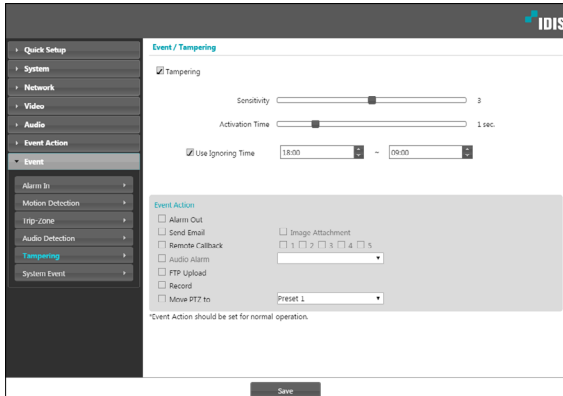 IDIS
Quick Setup
System
Network
Video
Audio
Event Action
Event
Alarm In
Motion Detection
Trip-Zone
Audio Detection
Tampering
System Event
Event / Tampering
Tampering
Sensitivity 3
Activation Time 1 sec.
Use Ignoring Time 18:00 ~ 09:00
Event Action
Alarm Out
Send Email Image Attachment
Remote Callback 1 2 3 4 5
Audio Alarm
FTP Upload
Record
Move PTZ to Preset 1
*Event Action should be set for normal operation.
Save